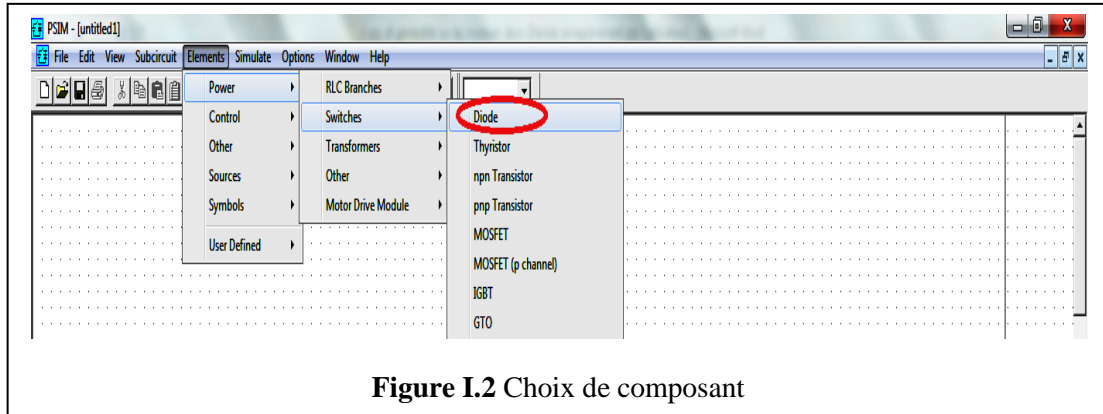 PSIM - [untitled1]
File Edit View Subcircuit Elements Simulate Options Window Help
Power
Control
Other
Sources
Symbols
User Defined
RLC Branches
Switches
Transformers
Other
Motor Drive Module
Diode
Thyristor
npn Transistor
pnp Transistor
MOSFET
MOSFET (p channel)
IGBT
GTO
Figure I.2 Choix de composant